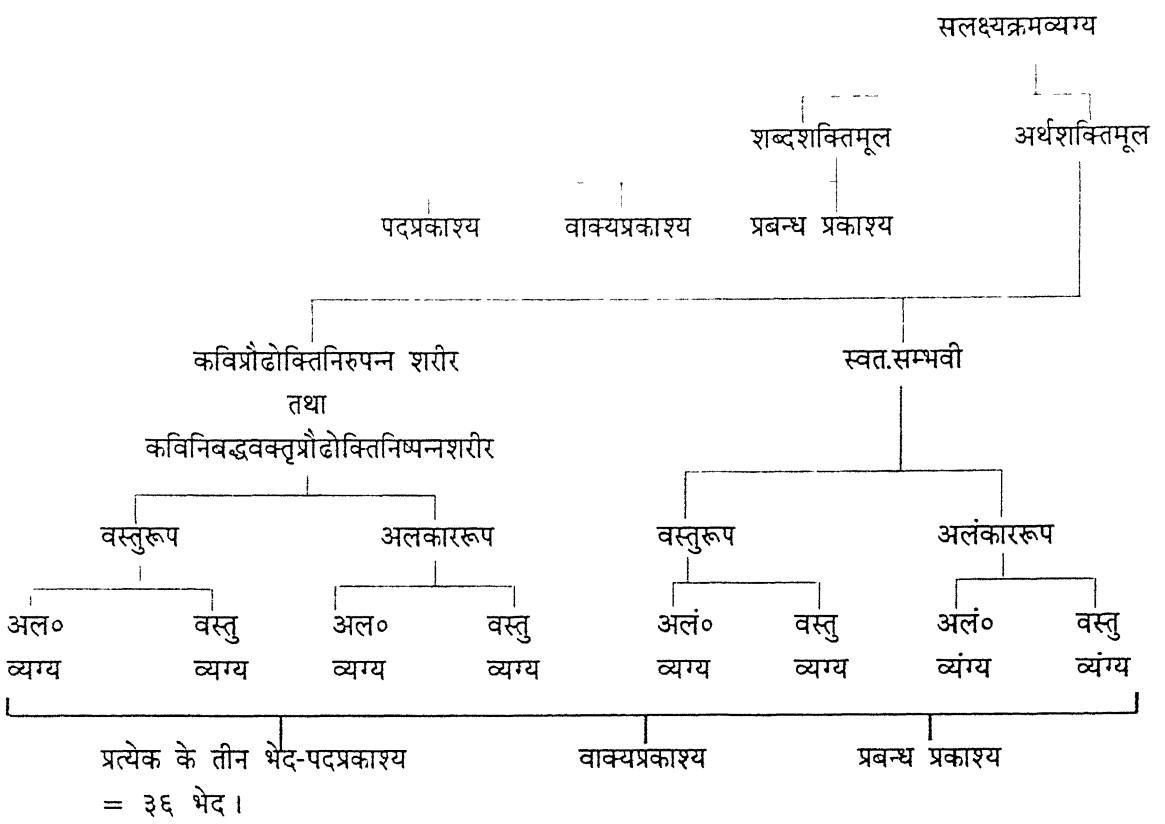 सलक्ष्यक्रमव्यग्य
शब्दशक्तिमूल अर्थशक्तिमूल
पदप्रकाश्य वाक्यप्रकाश्य प्रबन्ध प्रकाश्य
कविप्रौढोक्तिनिरुपन्न शरीर स्वत.सम्भवी
तथा
कविनिबद्धवक्तृप्रौढोक्तिनिष्पन्नशरीर
वस्तुरूप अलकाररूप वस्तुरूप अलंकाररूप
अल० वस्तु अल० वस्तु अलं० वस्तु अलं० वस्तु
व्यग्य व्यग्य व्यग्य व्यग्य व्यग्य व्यग्य व्यंग्य व्यंग्य
प्रत्येक के तीन भेद-पदप्रकाश्य वाक्यप्रकाश्य प्रबन्ध प्रकाश्य
= ३६ भेद।